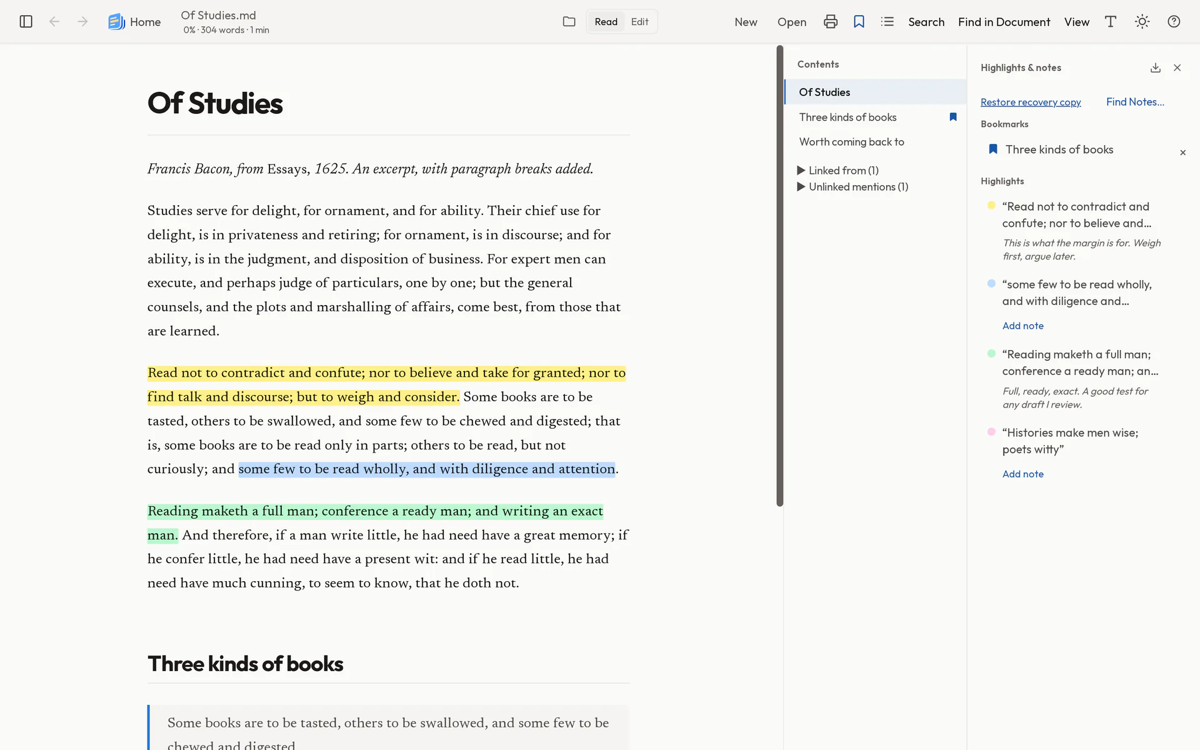 Home
Of Studies.md
0% · 304 words · 1 min
Read Edit
New Open Search Find in Document View
Of Studies
Francis Bacon, from Essays, 1625. An excerpt, with paragraph breaks added.
Studies serve for delight, for ornament, and for ability. Their chief use for
delight, is in privateness and retiring; for ornament, is in discourse; and for
ability, is in the judgment, and disposition of business. For expert men can
execute, and perhaps judge of particulars, one by one; but the general
counsels, and the plots and marshalling of affairs, come best, from those that
are learned.
Read not to contradict and confute; nor to believe and take for granted; nor to
find talk and discourse; but to weigh and consider. Some books are to be
tasted, others to be swallowed, and some few to be chewed and digested; that
is, some books are to be read only in parts; others to be read, but not
curiously; and some few to be read wholly, and with diligence and attention.
Reading maketh a full man; conference a ready man; and writing an exact
man. And therefore, if a man write little, he had need have a great memory; if
he confer little, he had need have a present wit: and if he read little, he had
need have much cunning, to seem to know, that he doth not.
Three kinds of books
Some books are to be tasted, others to be swallowed, and some few to be
chewed and digested
Contents
Of Studies
Three kinds of books
Worth coming back to
Linked from (1)
Unlinked mentions (1)
Highlights & notes
Restore recovery copy Find Notes…
Bookmarks
Three kinds of books
Highlights
“Read not to contradict and
confute; nor to believe and…
This is what the margin is for. Weigh
first, argue later.
“some few to be read wholly,
and with diligence and…
Add note
“Reading maketh a full man;
conference a ready man; an…
Full, ready, exact. A good test for
any draft I review.
“Histories make men wise;
poets witty”
Add note